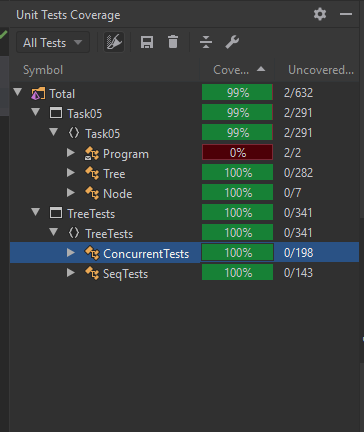 Unit Tests Coverage
All Tests
Symbol Cove... Uncovered...
Total 99% 2/632
Task05 99% 2/291
Task05 99% 2/291
Program 0% 2/2
Tree 100% 0/282
Node 100% 0/7
TreeTests 100% 0/341
TreeTests 100% 0/341
ConcurrentTests 100% 0/198
SeqTests 100% 0/143